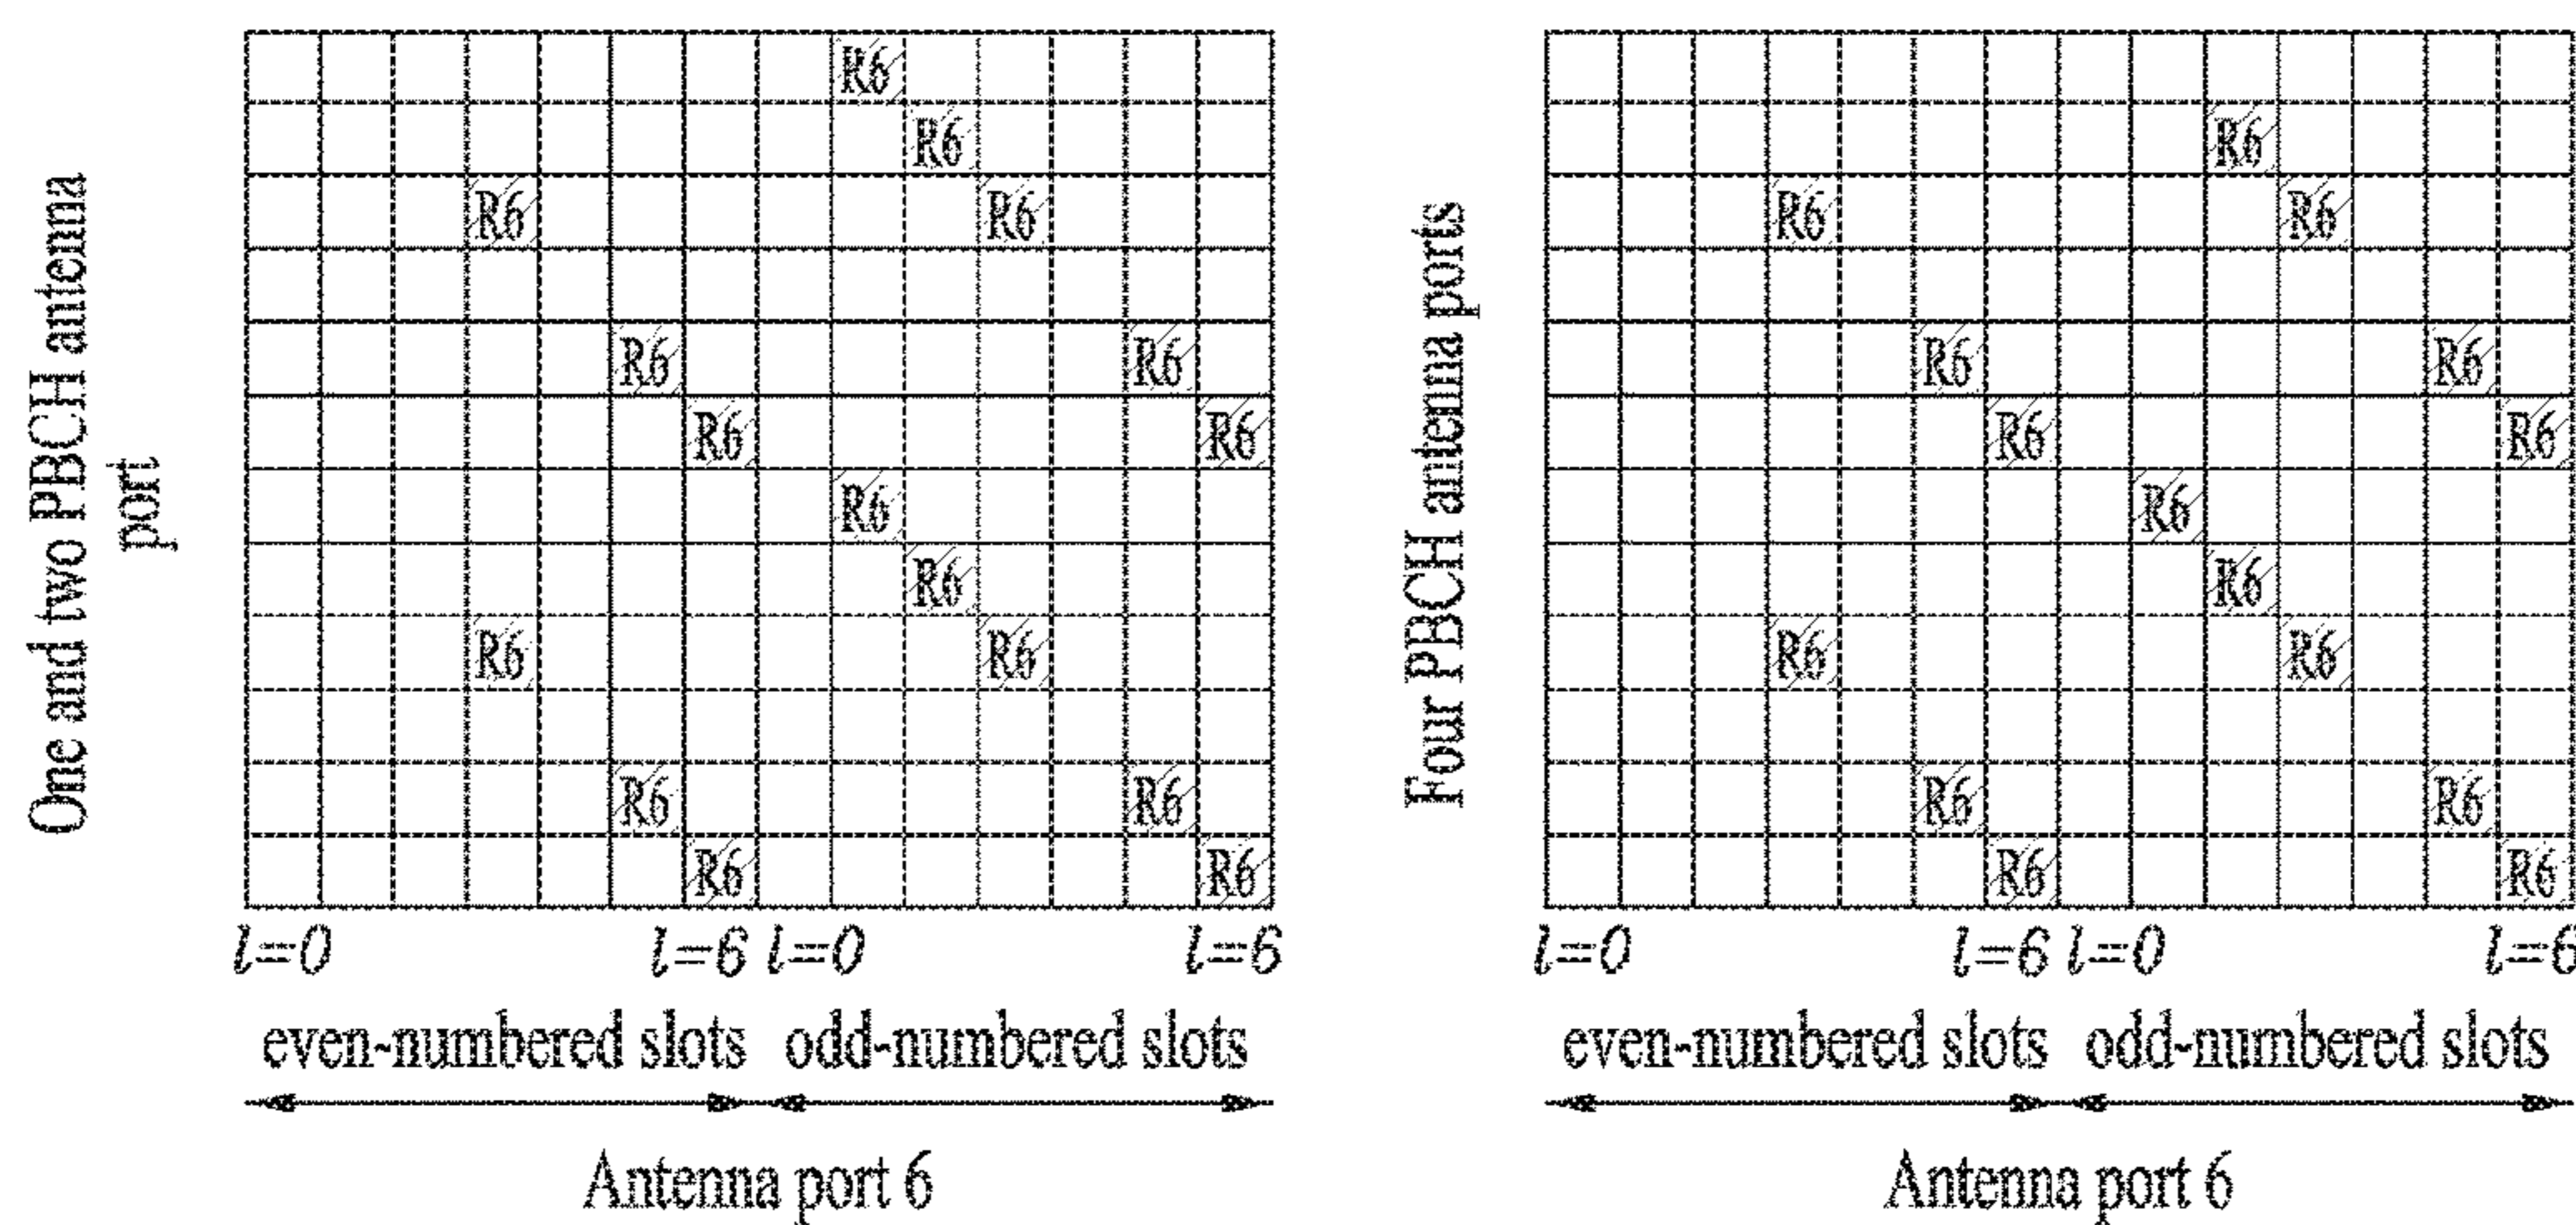 One and two PBCH antenna
port
R6
R6
R6 R6
R6 R6
R6 R6
R6
R6
R6 R6
R6 R6
R6 R6
l=0 l=6 l=0 l=6
even-numbered slots odd-numbered slots
Antenna port 6
Four PBCH antenna ports
R6
R6 R6
R6 R6
R6 R6
R6
R6
R6 R6
R6 R6
R6 R6
l=0 l=6 l=0 l=6
even-numbered slots odd-numbered slots
Antenna port 6